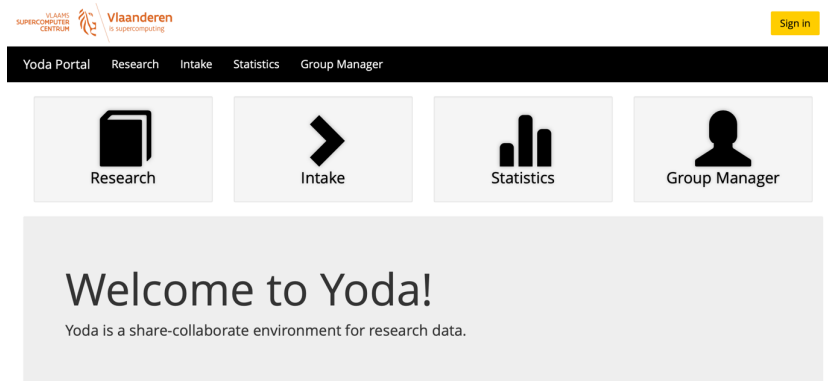 VLAAMS
SUPERCOMPUTER
CENTRUM
Vlaanderen
is supercomputing
Sign in
Yoda Portal Research Intake Statistics Group Manager
Research Intake Statistics Group Manager
Welcome to Yoda!
Yoda is a share-collaborate environment for research data.